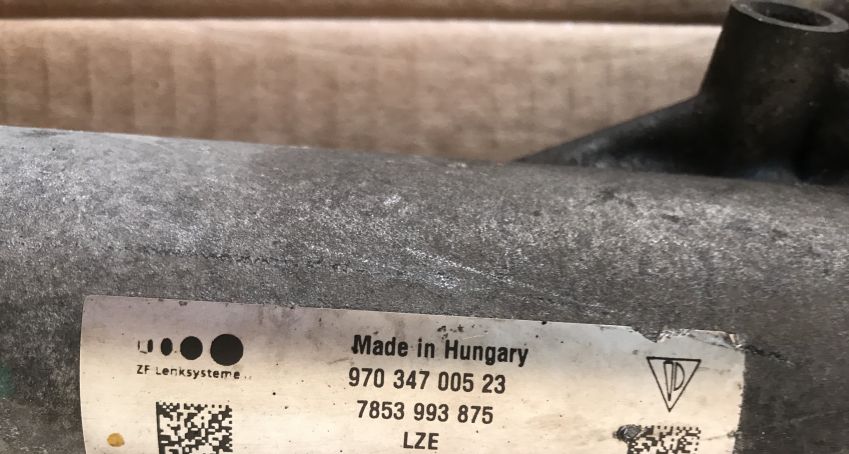 Made in Hungary
ZF Lenksysteme
970 347 005 23
7853 993 875
LZE